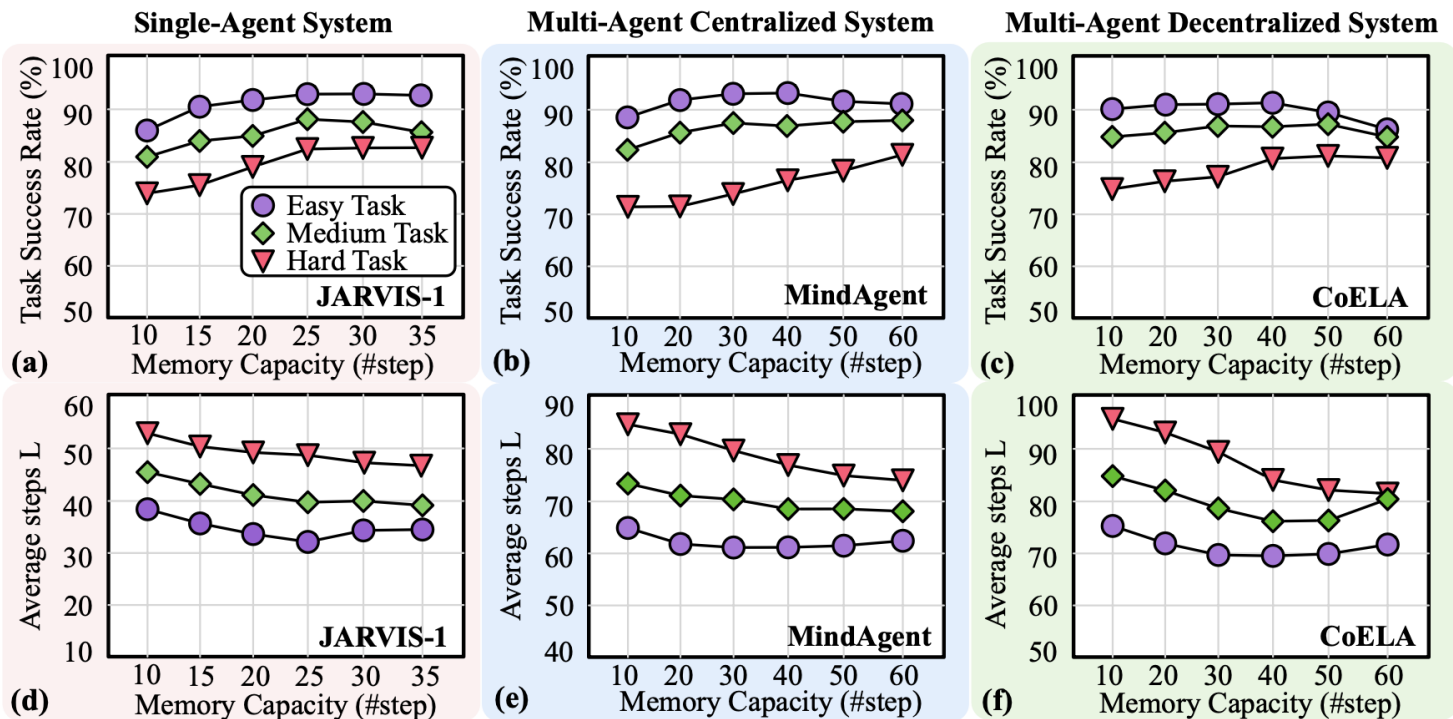 Single-Agent System
Multi-Agent Centralized System
Multi-Agent Decentralized System
Task Success Rate (%)
100
90
80
70
60
50
Easy Task
Medium Task
Hard Task
JARVIS-1
10 15 20 25 30 35
(a)
Memory Capacity (#step)
Task Success Rate (%)
100
90
80
70
60
50
MindAgent
10 20 30 40 50 60
(b)
Memory Capacity (#step)
Task Success Rate (%)
100
90
80
70
60
50
CoELA
10 20 30 40 50 60
(c)
Memory Capacity (#step)
Average steps L
60
50
40
30
20
10
JARVIS-1
10 15 20 25 30 35
(d)
Memory Capacity (#step)
Average steps L
90
80
70
60
50
40
MindAgent
10 20 30 40 50 60
(e)
Memory Capacity (#step)
Average steps L
100
90
80
70
60
50
CoELA
10 20 30 40 50 60
(f)
Memory Capacity (#step)